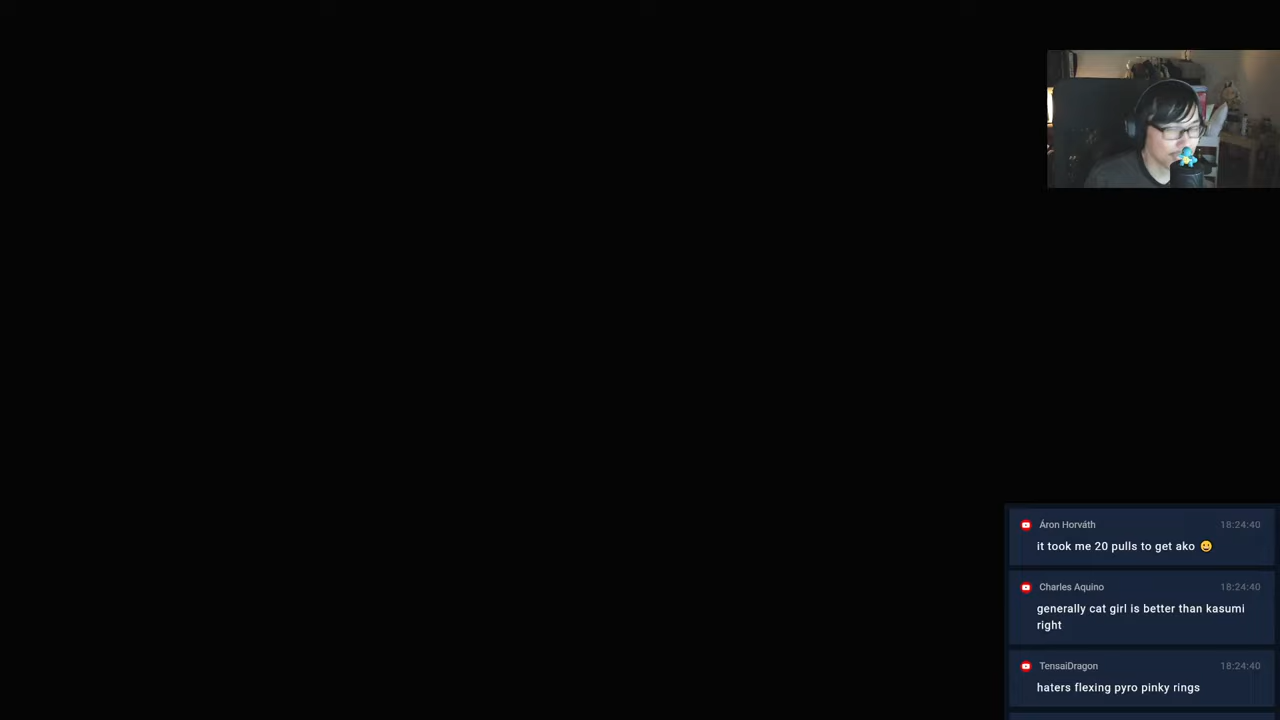 Áron Horváth 18:24:40
it took me 20 pulls to get ako 😃
Charles Aquino 18:24:40
generally cat girl is better than kasumi
right
TensaiDragon 18:24:40
haters flexing pyro pinky rings